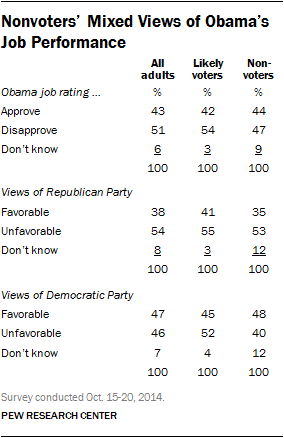 Nonvoters’ Mixed Views of Obama’s
Job Performance
All adults Likely voters Non-voters
Obama job rating ... % % %
Approve 43 42 44
Disapprove 51 54 47
Don’t know 6 3 9
100 100 100
Views of Republican Party
Favorable 38 41 35
Unfavorable 54 55 53
Don’t know 8 3 12
100 100 100
Views of Democratic Party
Favorable 47 45 48
Unfavorable 46 52 40
Don’t know 7 4 12
100 100 100
Survey conducted Oct. 15-20, 2014.
PEW RESEARCH CENTER